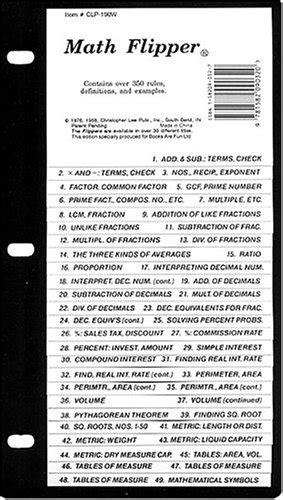 Item # CLP-190W
Math Flipper®
Contains over 350 rules,
definitions, and examples.
© 1976, 1988, Christopher Lee Publ., Inc., South Bend, IN
Patent Pending Made in China
The Flippers are available in over 30 different titles.
This edition specially produced for Books Are Fun Ltd.
1. ADD. & SUB.: TERMS, CHECK
2. × AND ÷: TERMS, CHECK 3. NOS., RECIP, EXPONENT
4. FACTOR, COMMON FACTOR 5. GCF, PRIME NUMBER
6. PRIME FACT., COMPOS. NO., ETC. 7. MULTIPLE, ETC.
8. LCM, FRACTION 9. ADDITION OF LIKE FRACTIONS
10. UNLIKE FRACTIONS 11. SUBTRACTION OF FRAC.
12. MULTIPL. OF FRACTIONS 13. DIV. OF FRACTIONS
14. THE THREE KINDS OF AVERAGES 15. RATIO
16. PROPORTION 17. INTERPRETING DECIMAL NUM.
18. INTERPRET. DEC. NUM. (cont.) 19. ADD. OF DECIMALS
20. SUBTRACTION OF DECIMALS 21. MULT OF DECIMALS
22. DIV. OF DECIMALS 23. DEC. EQUIVALENTS FOR FRAC.
24. DEC. EQUIV'S (cont.) 25. SOLVING PERCENT PROBS.
26. %: SALES TAX, DISCOUNT 27. %: COMMISSION RATE
28. PERCENT: INVEST. AMOUNT 29. SIMPLE INTEREST
30. COMPOUND INTEREST 31. FINDING REAL INT. RATE
32. FIND. REAL INT. RATE (cont.) 33. PERIMETER, AREA
34. PERIMTR., AREA (cont.) 35. PERIMTR., AREA (cont.)
36. VOLUME 37. VOLUME (continued)
38. PYTHAGOREAN THEOREM 39. FINDING SQ. ROOT
40. SQ. ROOTS, NOS. 1-50 41. METRIC: LENGTH OR DIST.
42. METRIC: WEIGHT 43. METRIC: LIQUID CAPACITY
44. METRIC: DRY MEASURE CAP. 45. TABLES: AREA, VOL.
46. TABLES OF MEASURE 47. TABLES OF MEASURE
48. TABLES OF MEASURE 49. MATHEMATICAL SYMBOLS